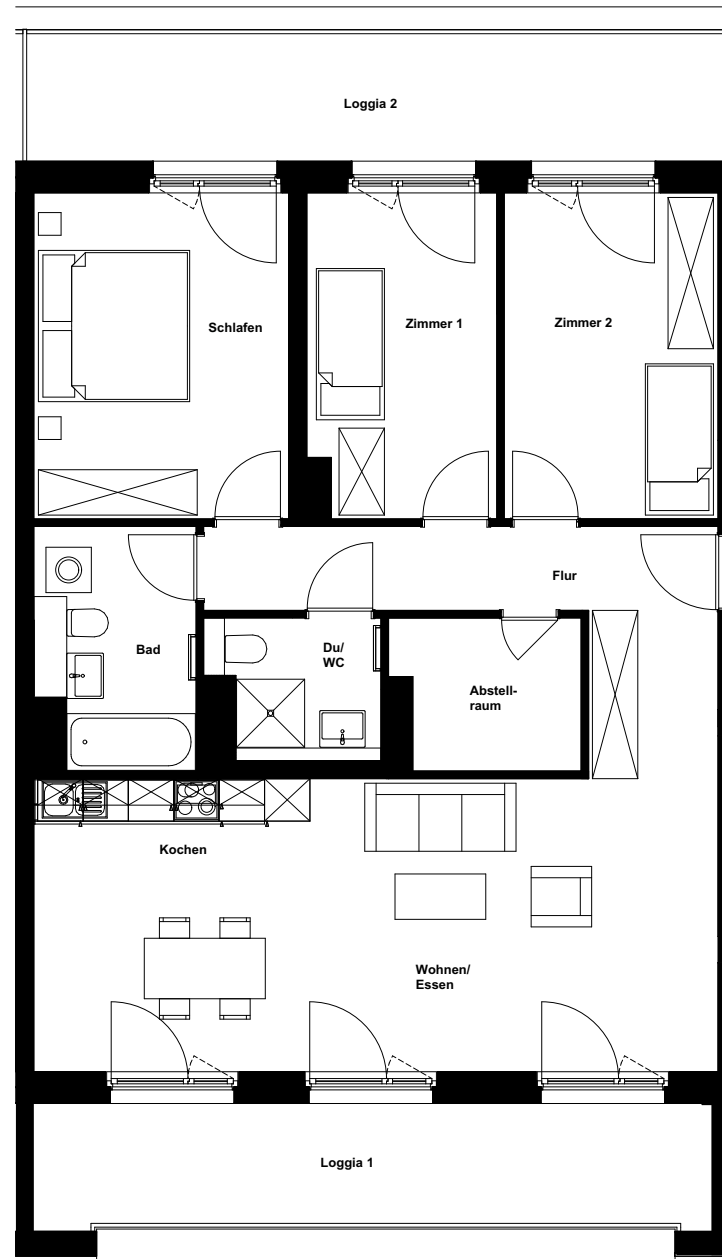 Loggia 2
Schlafen
Zimmer 1
Zimmer 2
Flur
Bad
Du/
WC
Abstell-
raum
Kochen
Wohnen/
Essen
Loggia 1